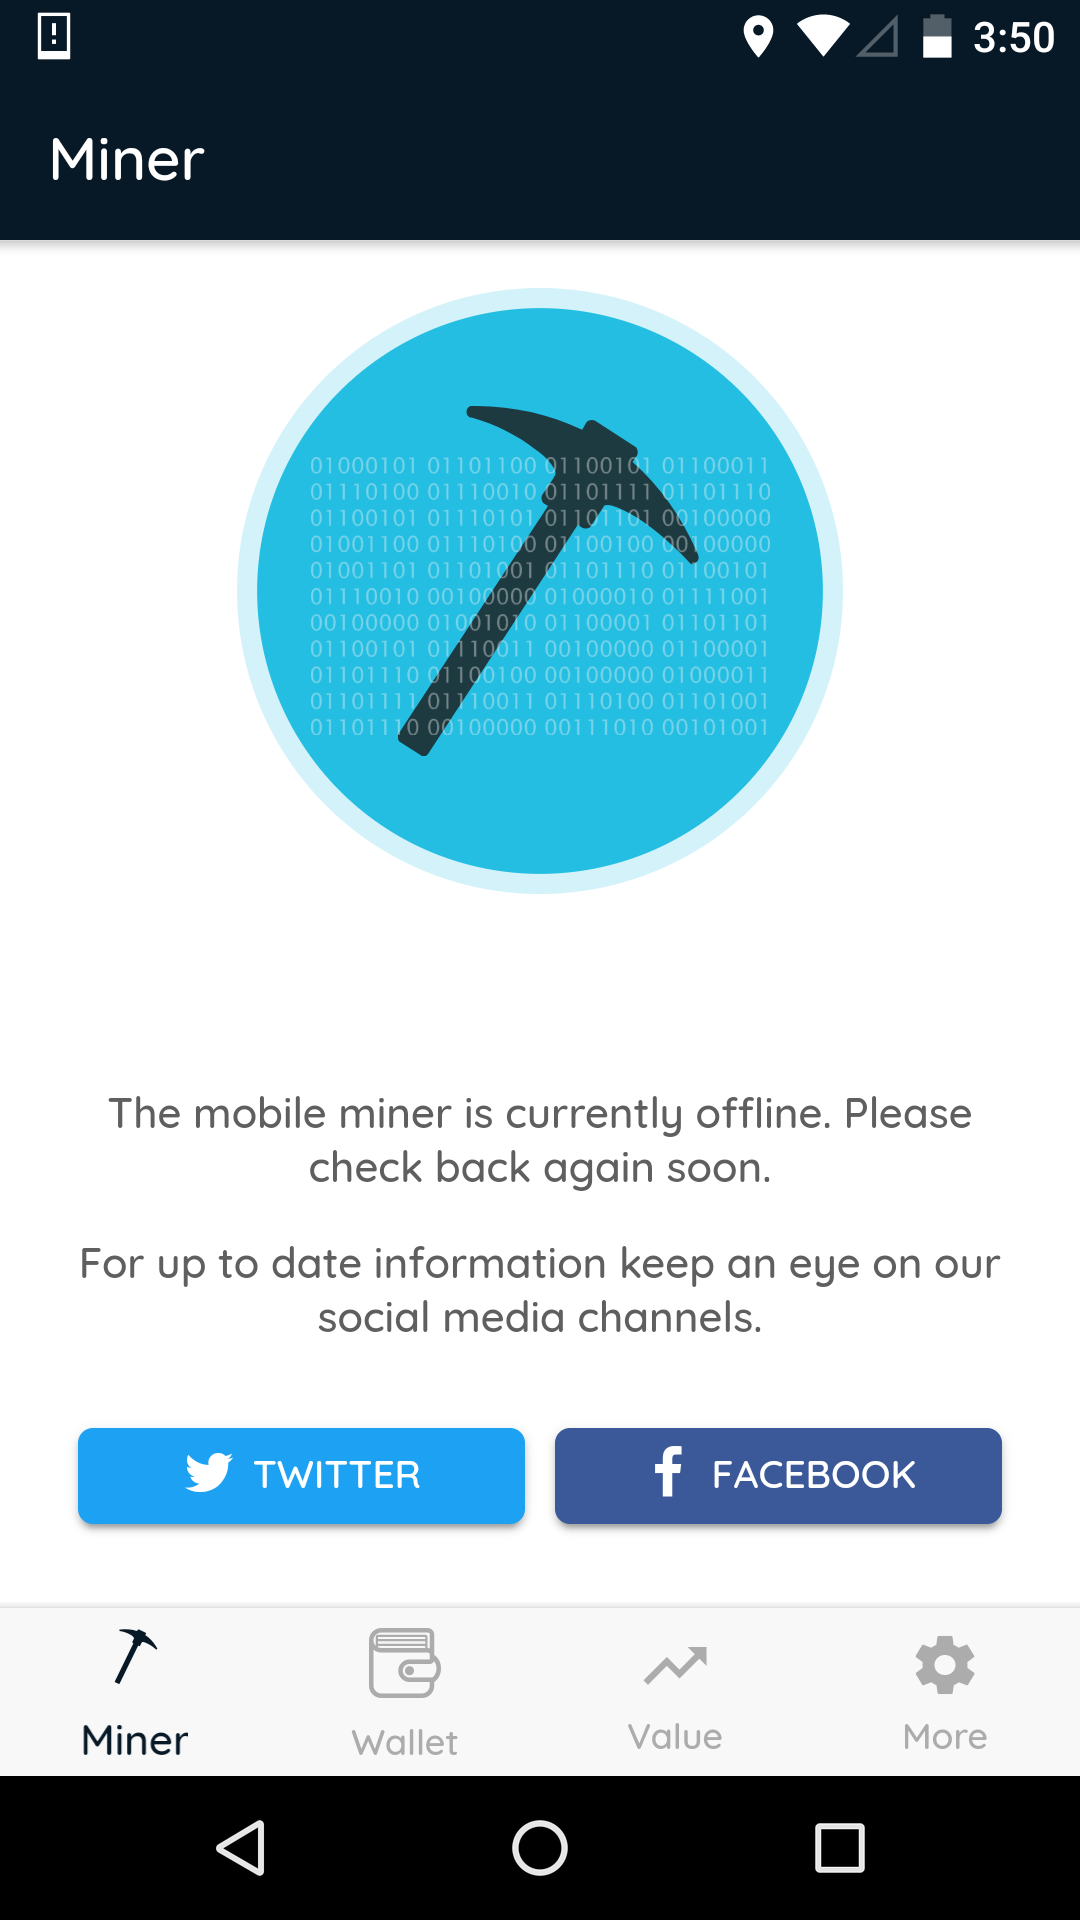 3:50
Miner
01000101 01101100 01100101 01100011
01110100 01110010 01101111 01101110
01100101 01110101 01101101 00100000
01001100 01110100 01100100 00100000
01001101 01101001 01101110 01100101
01110010 00100000 01000010 01111001
00100000 01001010 01100001 01101101
01100101 01110011 00100000 01100001
01101110 01100100 00100000 01000011
01101111 01110011 01110100 01101001
01101110 00100000 00111010 00101001
The mobile miner is currently offline. Please
check back again soon.
For up to date information keep an eye on our
social media channels.
TWITTER FACEBOOK
Miner Wallet Value More